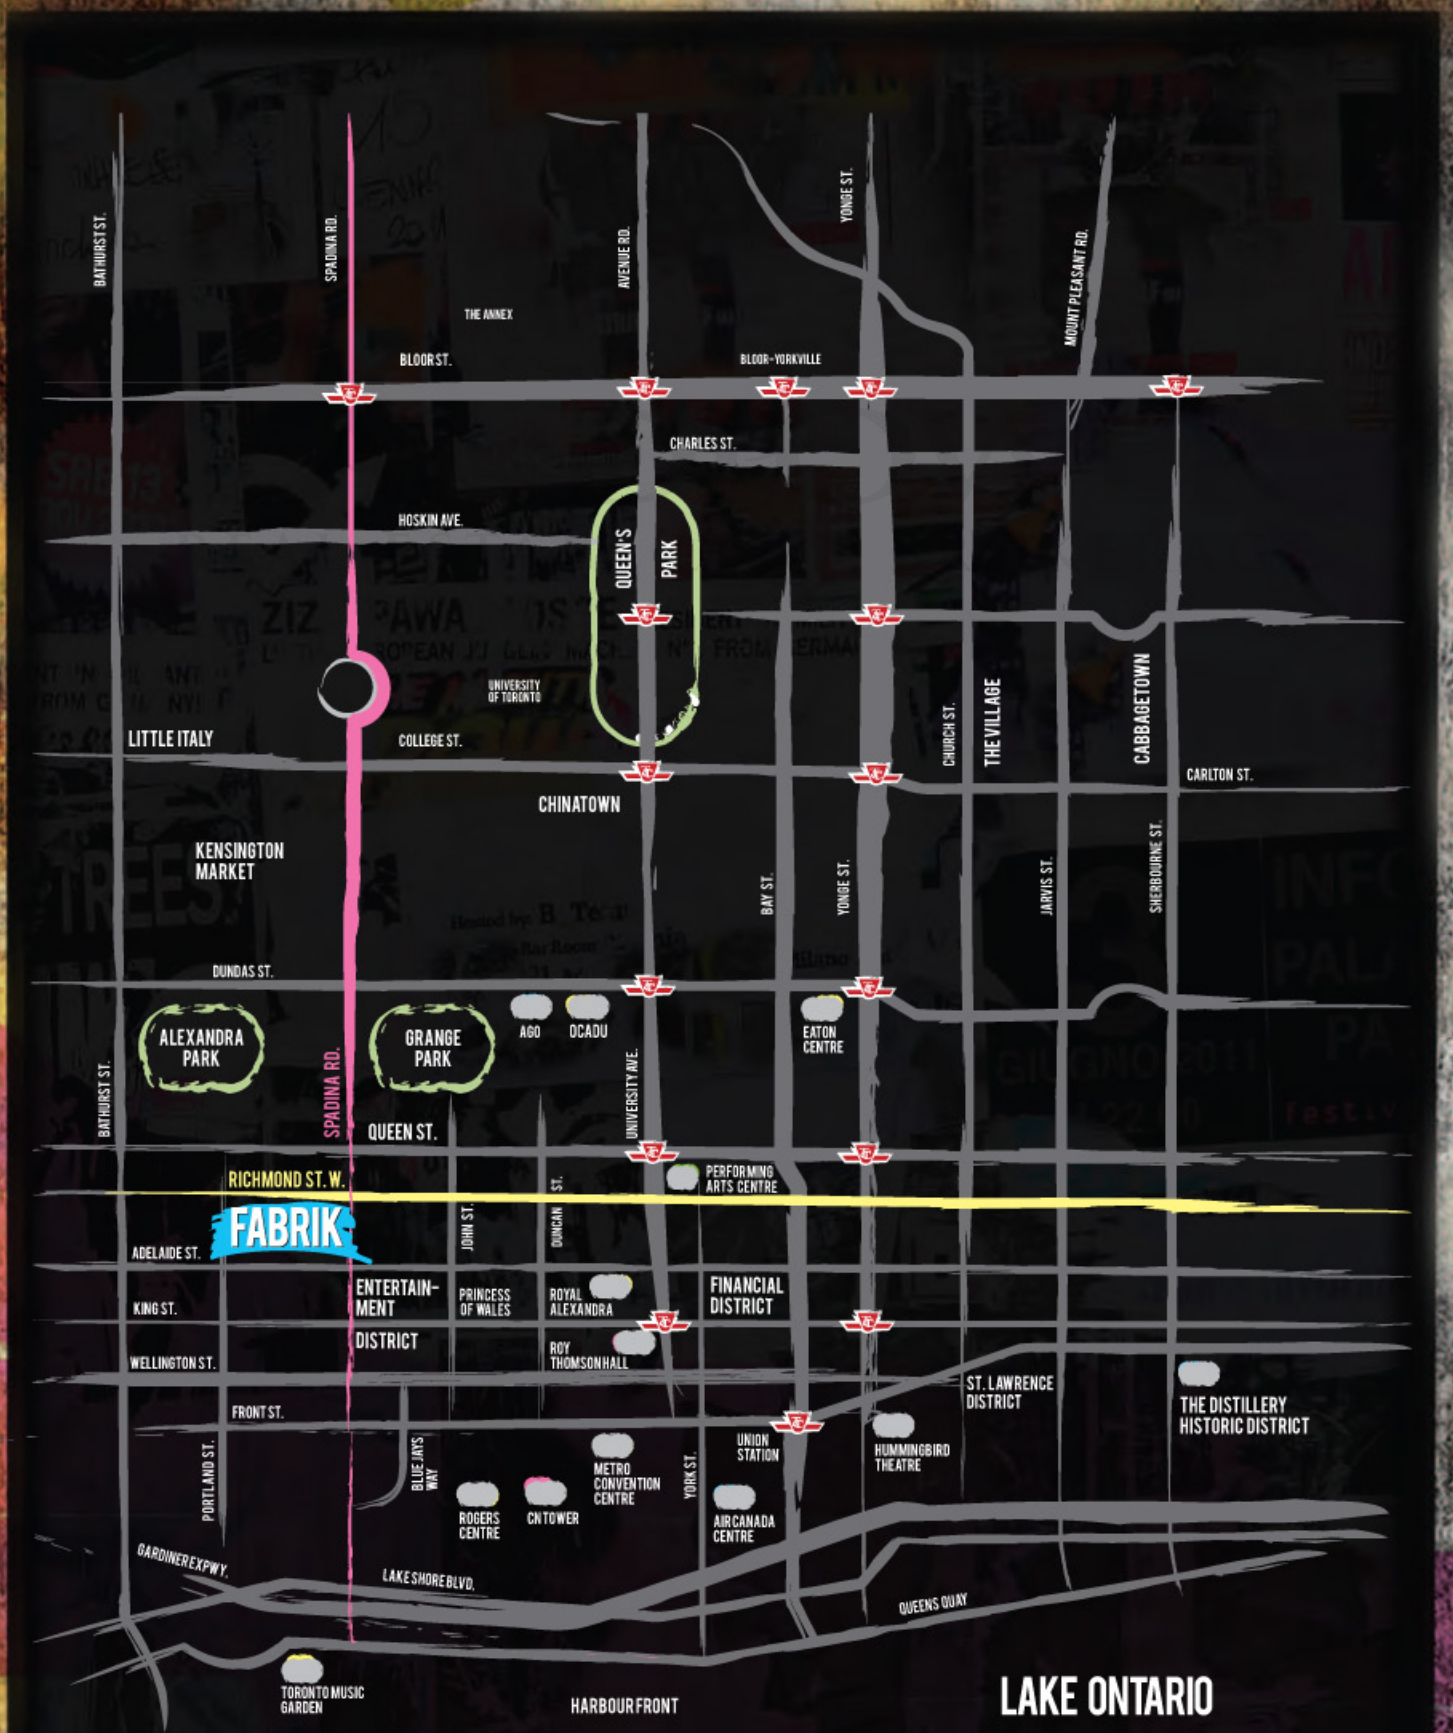 BATHURST ST.
SPADINA RD.
AVENUE RD.
YONGE ST.
MOUNT PLEASANT RD.
THE ANNEX
BLOOR ST.
BLOOR-YORKVILLE
CHARLES ST.
HOSKIN AVE.
QUEEN'S
PARK
UNIVERSITY
OF TORONTO
LITTLE ITALY
COLLEGE ST.
CHURCH ST.
THE VILLAGE
CABBAGETOWN
CARLTON ST.
CHINATOWN
KENSINGTON
MARKET
BAY ST.
YONGE ST.
JARVIS ST.
SHERBOURNE ST.
DUNDAS ST.
ALEXANDRA
PARK
GRANGE
PARK
AGO
OCADU
EATON
CENTRE
BATHURST ST.
SPADINA RD.
UNIVERSITY AVE.
QUEEN ST.
PERFORMING
ARTS CENTRE
RICHMOND ST. W.
FABRIK
JOHN ST.
DUNCAN ST.
ADELAIDE ST.
ENTERTAIN-
MENT
DISTRICT
PRINCESS
OF WALES
ROYAL
ALEXANDRA
FINANCIAL
DISTRICT
KING ST.
ROY
THOMSON HALL
WELLINGTON ST.
ST. LAWRENCE
DISTRICT
THE DISTILLERY
HISTORIC DISTRICT
FRONT ST.
PORTLAND ST.
BLUE JAYS
WAY
METRO
CONVENTION
CENTRE
YORK ST.
UNION
STATION
HUMMINGBIRD
THEATRE
ROGERS
CENTRE
CN TOWER
AIR CANADA
CENTRE
GARDINER EXPWY.
LAKE SHORE BLVD.
QUEENS QUAY
TORONTO MUSIC
GARDEN
HARBOURFRONT
LAKE ONTARIO